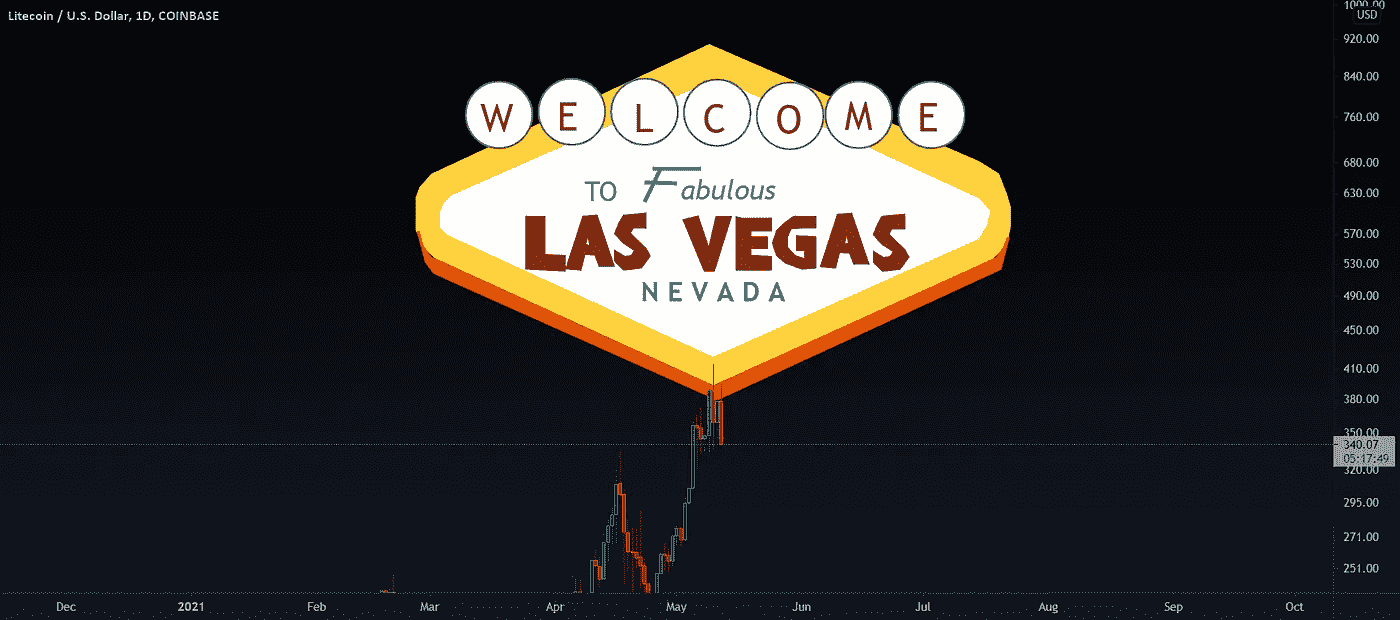 Litecoin / U.S. Dollar, 1D, COINBASE
1000.00
USD
920.00
840.00
760.00
680.00
630.00
570.00
530.00
490.00
450.00
410.00
380.00
350.00
340.07
05:17:49
320.00
295.00
271.00
251.00
WELCOME
TO Fabulous
LAS VEGAS
NEVADA
Dec 2021 Feb Mar Apr May Jun Jul Aug Sep Oct